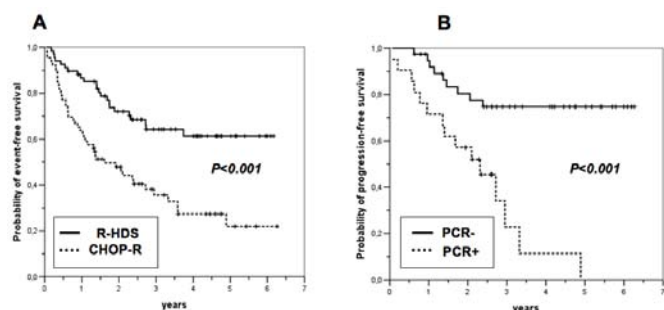 A
Probability of event-free survival
1,0
0,8
0,6
0,4
0,2
0,0
P<0.001
R-HDS
CHOP-R
0
1
2
3
4
5
6
7
years
B
Probability of progression-free survival
1,0
0,8
0,6
0,4
0,2
0,0
P<0.001
PCR-
PCR+
0
1
2
3
4
5
6
7
years